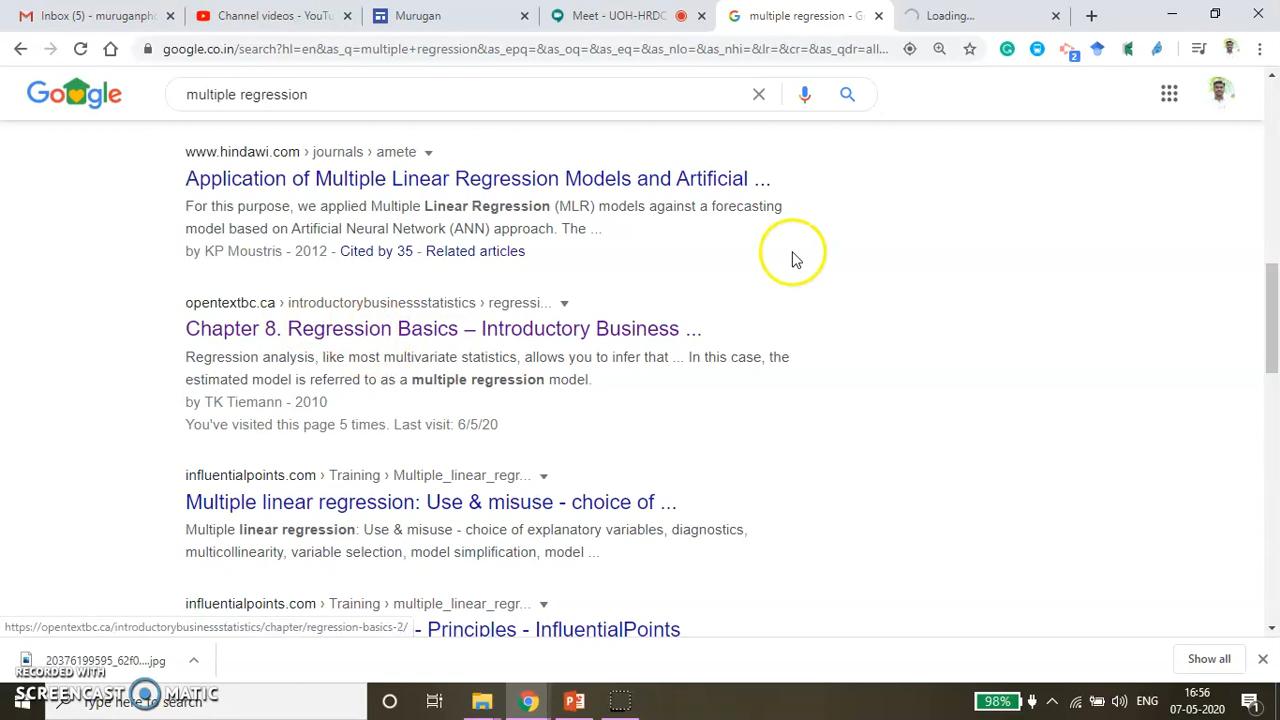 Inbox (5) - muruganpho
Channel videos - YouTu
Murugan
Meet - UOH-HRDC
multiple regression - G
Loading...
google.co.in/search?hl=en&as_q=multiple+regression&as_epq=&as_oq=&as_eq=&as_nlo=&as_nhi=&lr=&cr=&as_qdr=all...
2
Google
multiple regression
www.hindawi.com › journals › amete
Application of Multiple Linear Regression Models and Artificial ...
For this purpose, we applied Multiple Linear Regression (MLR) models against a forecasting
model based on Artificial Neural Network (ANN) approach. The ...
by KP Moustris - 2012 - Cited by 35 - Related articles
opentextbc.ca › introductorybusinessstatistics › regressi...
Chapter 8. Regression Basics – Introductory Business ...
Regression analysis, like most multivariate statistics, allows you to infer that ... In this case, the
estimated model is referred to as a multiple regression model.
by TK Tiemann - 2010
You've visited this page 5 times. Last visit: 6/5/20
influentialpoints.com › Training › Multiple_linear_regr...
Multiple linear regression: Use & misuse - choice of ...
Multiple linear regression: Use & misuse - choice of explanatory variables, diagnostics,
multicollinearity, variable selection, model simplification, model ...
influentialpoints.com › Training › multiple_linear_regr...
- Principles - InfluentialPoints
https://opentextbc.ca/introductorybusinessstatistics/chapter/regression-basics-2/
20376199595_62f0....jpg
Show all
RECORDED WITH
SCREENCAST MATIC
Type here to search
98%
ENG
16:56
07-05-2020
1